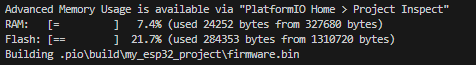 Advanced Memory Usage is available via "PlatformIO Home > Project Inspect"
RAM:   [=         ]   7.4% (used 24252 bytes from 327680 bytes)
Flash: [==        ]  21.7% (used 284353 bytes from 1310720 bytes)
Building .pio\build\my_esp32_project\firmware.bin